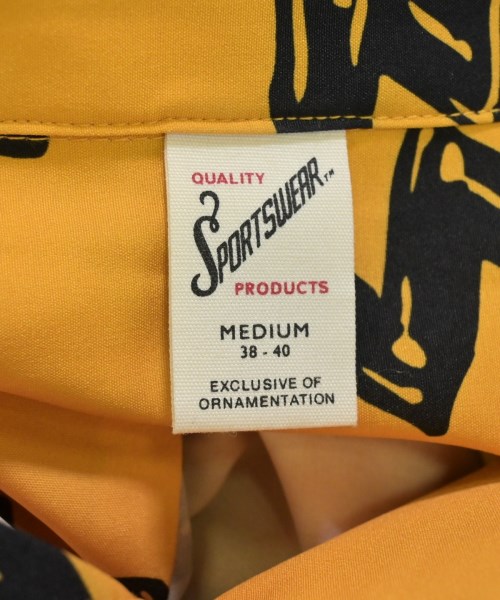 QUALITY
SPORTSWEAR™
PRODUCTS
MEDIUM
38 - 40
EXCLUSIVE OF
ORNAMENTATION